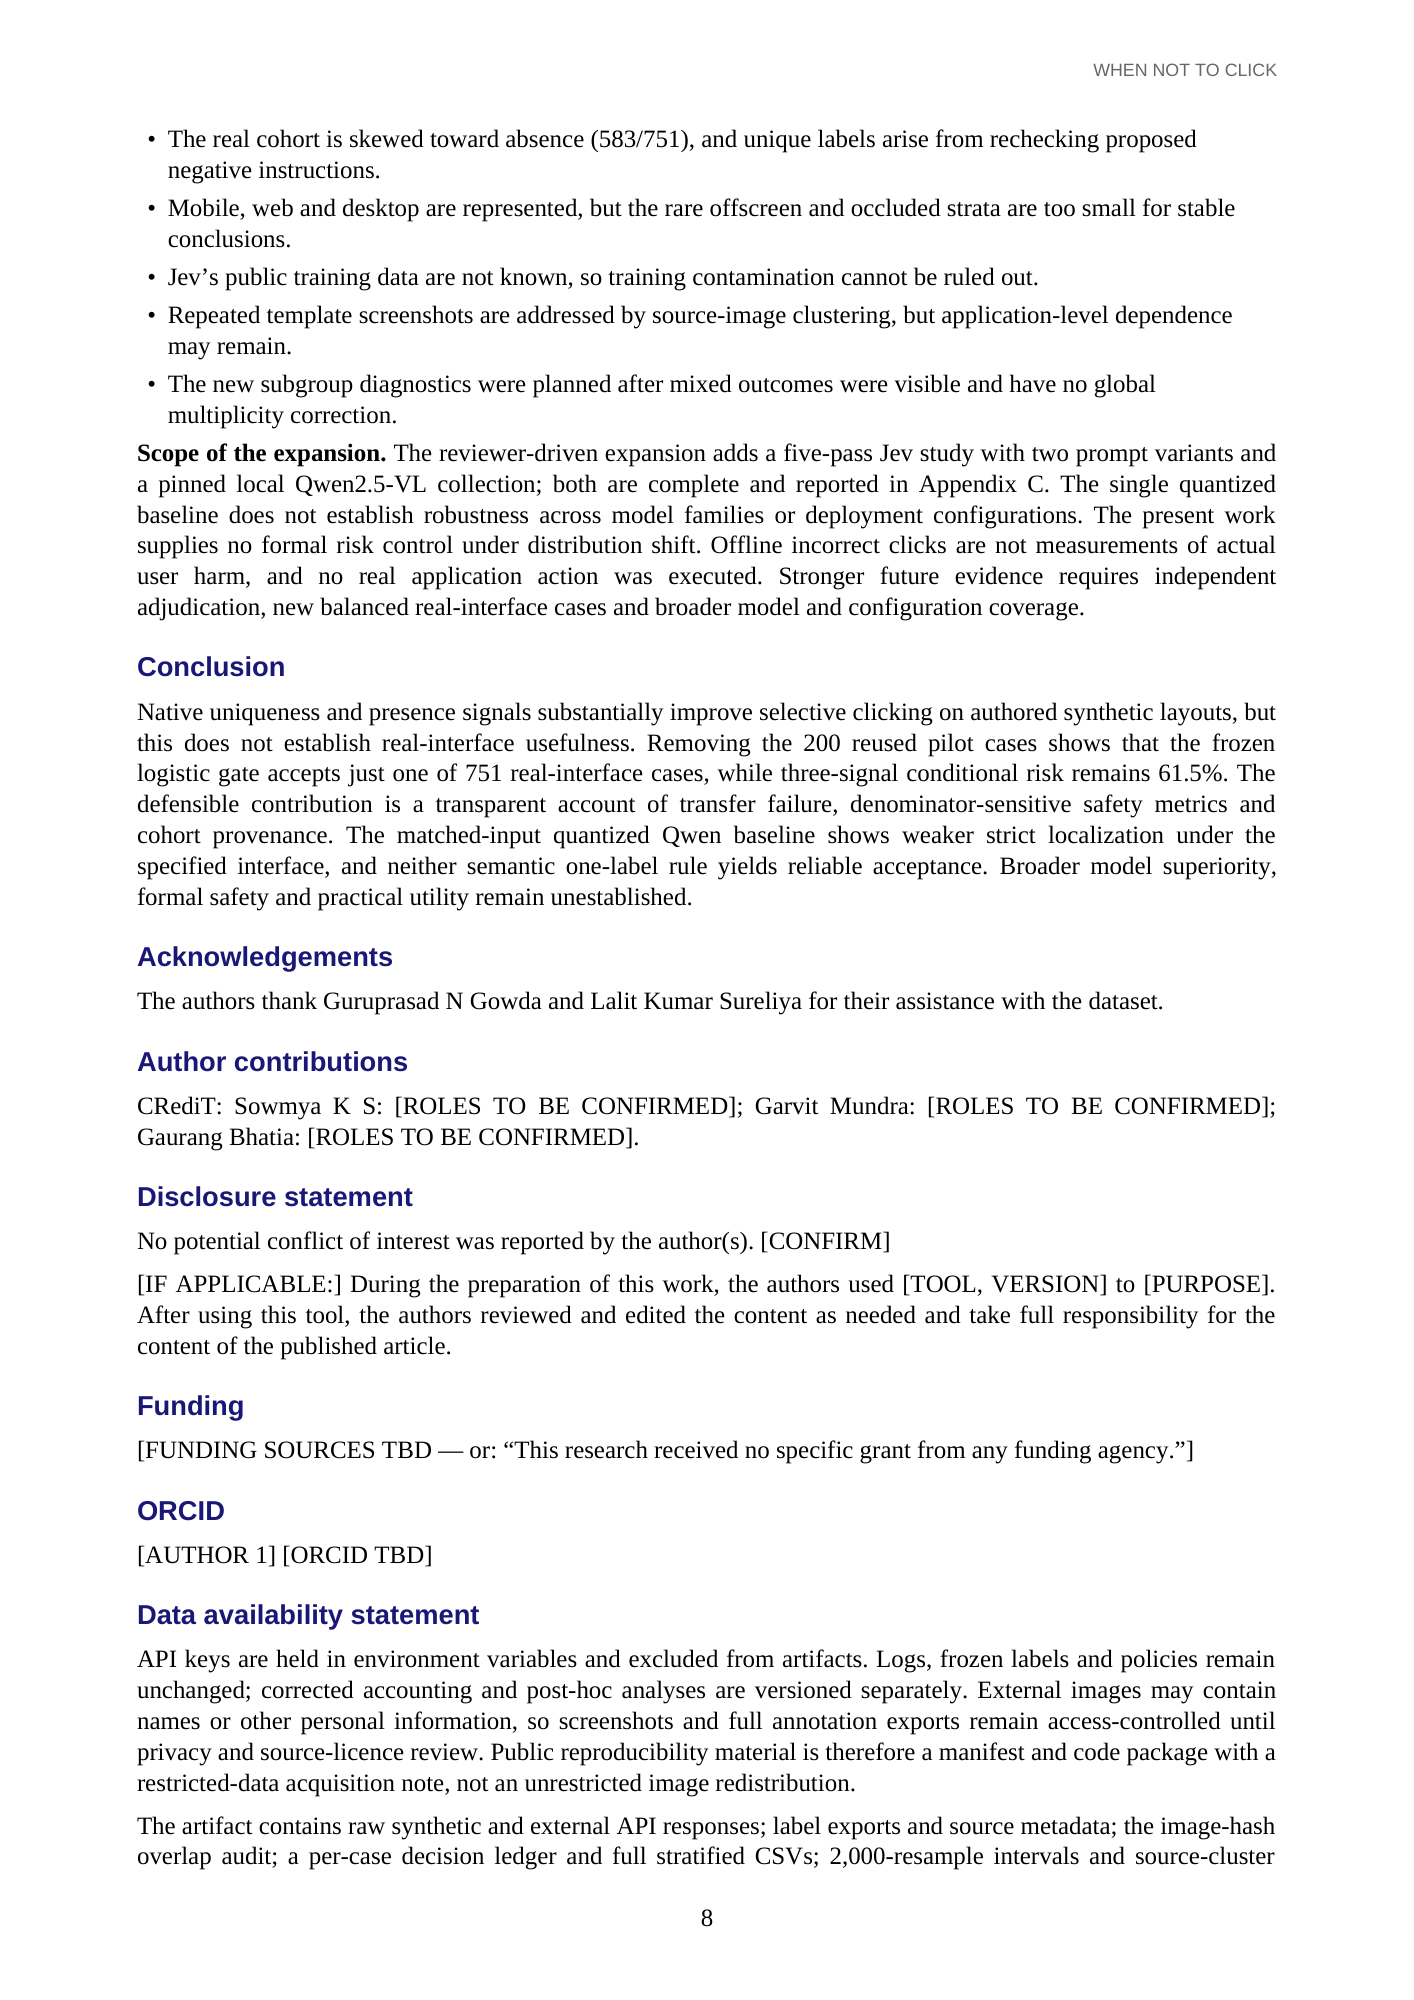 WHEN NOT TO CLICK
• The real cohort is skewed toward absence (583/751), and unique labels arise from rechecking proposed
negative instructions.
• Mobile, web and desktop are represented, but the rare offscreen and occluded strata are too small for stable
conclusions.
• Jev’s public training data are not known, so training contamination cannot be ruled out.
• Repeated template screenshots are addressed by source-image clustering, but application-level dependence
may remain.
• The new subgroup diagnostics were planned after mixed outcomes were visible and have no global
multiplicity correction.
Scope of the expansion. The reviewer-driven expansion adds a five-pass Jev study with two prompt variants and
a pinned local Qwen2.5-VL collection; both are complete and reported in Appendix C. The single quantized
baseline does not establish robustness across model families or deployment configurations. The present work
supplies no formal risk control under distribution shift. Offline incorrect clicks are not measurements of actual
user harm, and no real application action was executed. Stronger future evidence requires independent
adjudication, new balanced real-interface cases and broader model and configuration coverage.
Conclusion
Native uniqueness and presence signals substantially improve selective clicking on authored synthetic layouts, but
this does not establish real-interface usefulness. Removing the 200 reused pilot cases shows that the frozen
logistic gate accepts just one of 751 real-interface cases, while three-signal conditional risk remains 61.5%. The
defensible contribution is a transparent account of transfer failure, denominator-sensitive safety metrics and
cohort provenance. The matched-input quantized Qwen baseline shows weaker strict localization under the
specified interface, and neither semantic one-label rule yields reliable acceptance. Broader model superiority,
formal safety and practical utility remain unestablished.
Acknowledgements
The authors thank Guruprasad N Gowda and Lalit Kumar Sureliya for their assistance with the dataset.
Author contributions
CRediT: Sowmya K S: [ROLES TO BE CONFIRMED]; Garvit Mundra: [ROLES TO BE CONFIRMED];
Gaurang Bhatia: [ROLES TO BE CONFIRMED].
Disclosure statement
No potential conflict of interest was reported by the author(s). [CONFIRM]
[IF APPLICABLE:] During the preparation of this work, the authors used [TOOL, VERSION] to [PURPOSE].
After using this tool, the authors reviewed and edited the content as needed and take full responsibility for the
content of the published article.
Funding
[FUNDING SOURCES TBD — or: “This research received no specific grant from any funding agency.”]
ORCID
[AUTHOR 1] [ORCID TBD]
Data availability statement
API keys are held in environment variables and excluded from artifacts. Logs, frozen labels and policies remain
unchanged; corrected accounting and post-hoc analyses are versioned separately. External images may contain
names or other personal information, so screenshots and full annotation exports remain access-controlled until
privacy and source-licence review. Public reproducibility material is therefore a manifest and code package with a
restricted-data acquisition note, not an unrestricted image redistribution.
The artifact contains raw synthetic and external API responses; label exports and source metadata; the image-hash
overlap audit; a per-case decision ledger and full stratified CSVs; 2,000-resample intervals and source-cluster
8